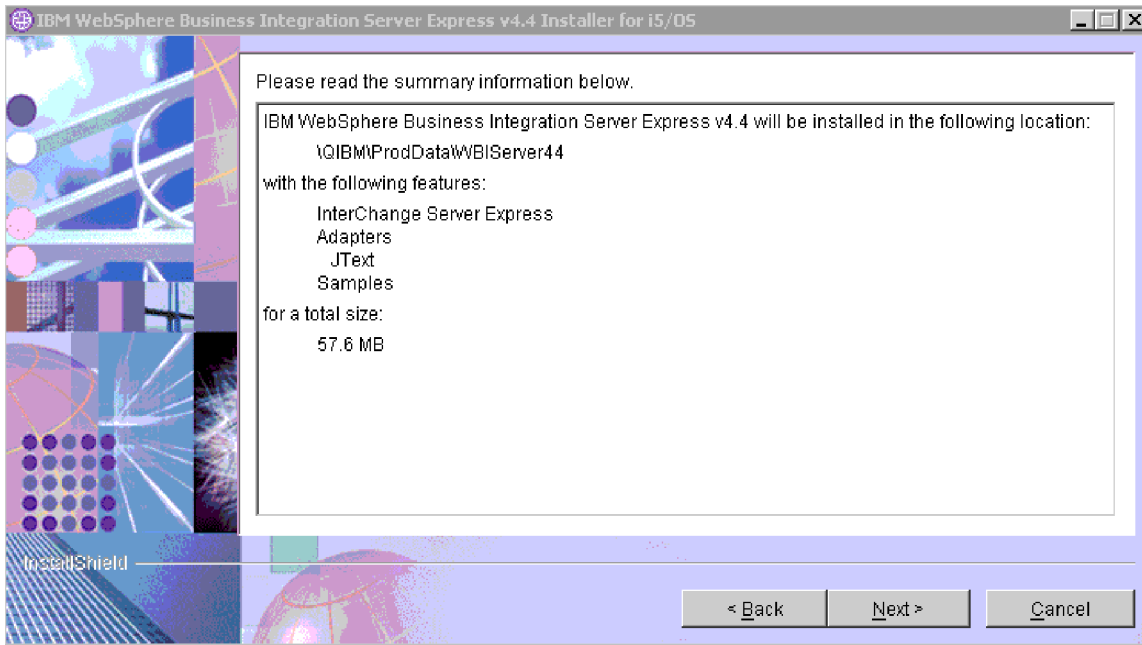 IBM WebSphere Business Integration Server Express v4.4 Installer for i5/OS
Please read the summary information below.
IBM WebSphere Business Integration Server Express v4.4 will be installed in the following location:
\QIBM\ProdData\WBIServer44
with the following features:
InterChange Server Express
Adapters
JText
Samples
for a total size:
57.6 MB
InstallShield
< Back
Next >
Cancel